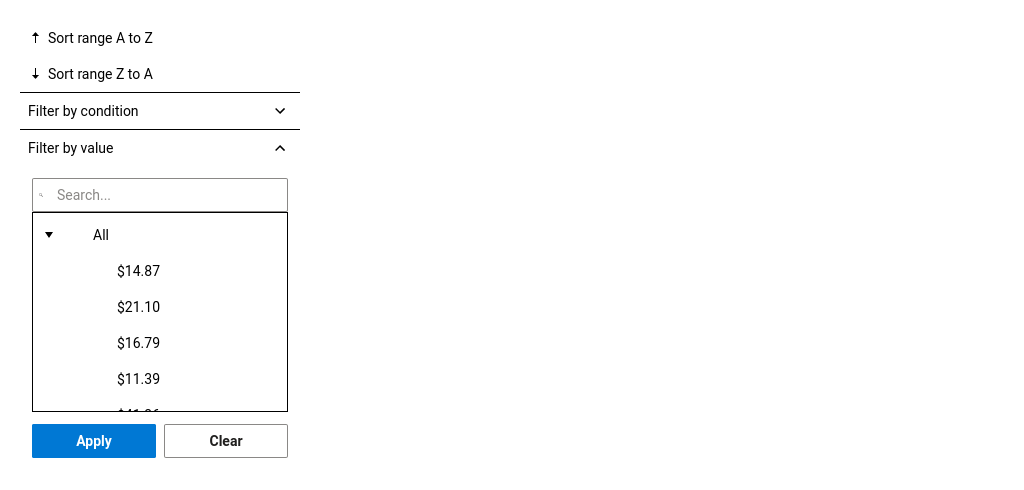 Sort range A to Z
Sort range Z to A
Filter by condition
Filter by value
Search...
All
$14.87
$21.10
$16.79
$11.39
Apply
Clear